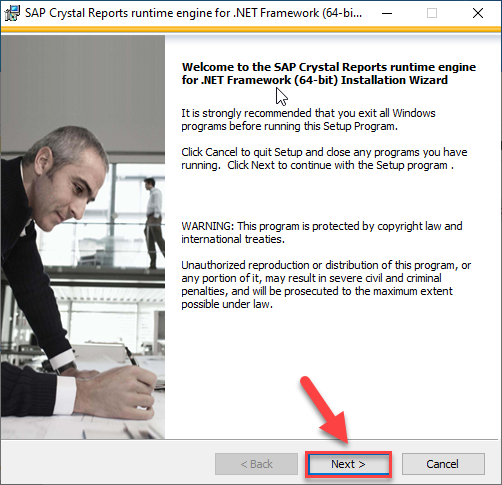 SAP Crystal Reports runtime engine for .NET Framework (64-bi...
Welcome to the SAP Crystal Reports runtime engine
for .NET Framework (64-bit) Installation Wizard
It is strongly recommended that you exit all Windows
programs before running this Setup Program.
Click Cancel to quit Setup and close any programs you have
running.  Click Next to continue with the Setup program .
WARNING: This program is protected by copyright law and
international treaties.
Unauthorized reproduction or distribution of this program, or
any portion of it, may result in severe civil and criminal
penalties, and will be prosecuted to the maximum extent
possible under law.
< Back
Next >
Cancel